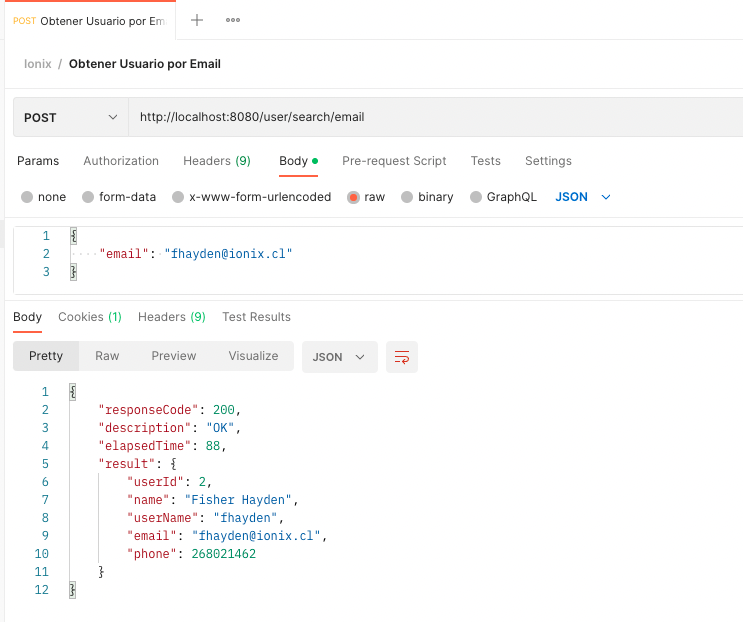 POST Obtener Usuario por Em
Ionix / Obtener Usuario por Email
POST http://localhost:8080/user/search/email
Params Authorization Headers (9) Body Pre-request Script Tests Settings
none form-data x-www-form-urlencoded raw binary GraphQL JSON
1 {
2 "email": "fhayden@ionix.cl"
3 }
Body Cookies (1) Headers (9) Test Results
Pretty Raw Preview Visualize JSON
1 {
2 "responseCode": 200,
3 "description": "OK",
4 "elapsedTime": 88,
5 "result": {
6 "userId": 2,
7 "name": "Fisher Hayden",
8 "userName": "fhayden",
9 "email": "fhayden@ionix.cl",
10 "phone": 268021462
11 }
12 }